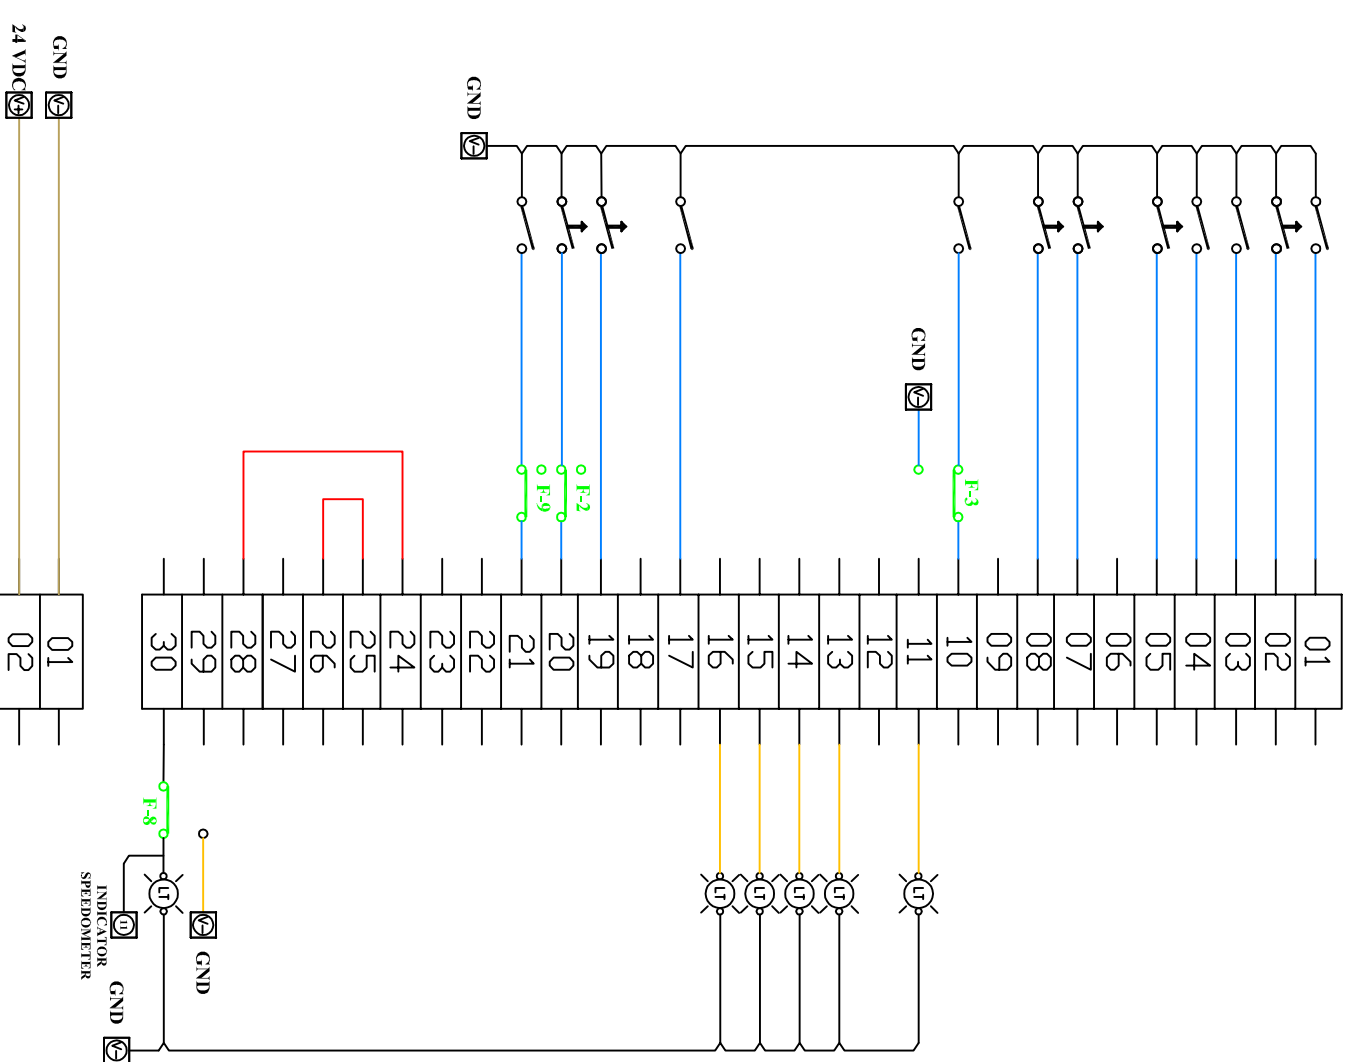 24 VDC
V+
GND
V-
GND
V-
GND
V-
F-9
F-2
F-3
02
01
30
29
28
27
26
25
24
23
22
21
20
19
18
17
16
15
14
13
12
11
10
09
08
07
06
05
04
03
02
01
F-8
LT
LT
LT
LT
LT
LT
INDICATOR
SPEEDOMETER
11
V-
GND
GND
V-